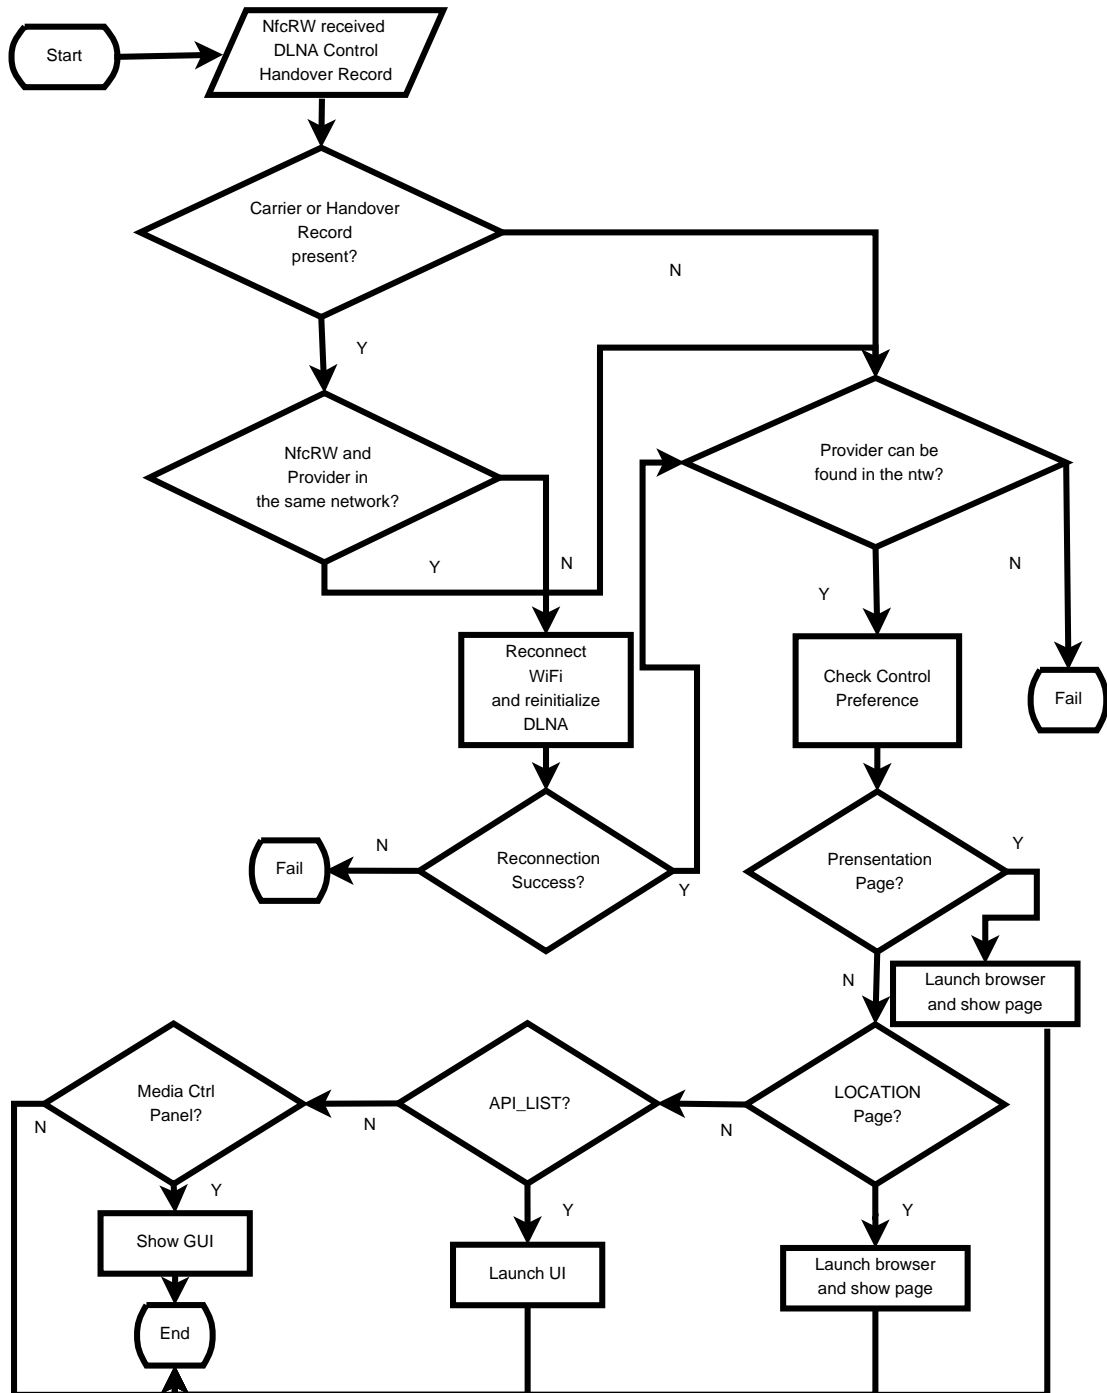 Start
NfcRW received
DLNA Control
Handover Record
Carrier or Handover
Record
present?
N
Y
NfcRW and
Provider in
the same network?
Provider can be
found in the ntw?
Y
N
N
Y
Reconnect
WiFi
and reinitialize
DLNA
Check Control
Preference
Fail
N
Reconnection
Success?
Y
Fail
Prensentation
Page?
Y
N
Launch browser
and show page
Media Ctrl
Panel?
API_LIST?
LOCATION
Page?
N
N
N
Y
Y
Y
Show GUI
Launch UI
Launch browser
and show page
End